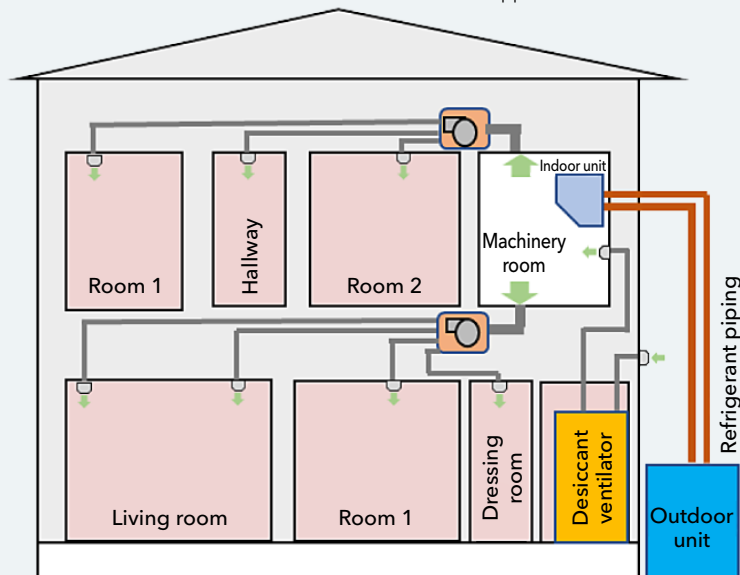 Indoor unit
Machinery
room
Room 1
Hallway
Room 2
Refrigerant piping
Living room
Room 1
Dressing
room
Desiccant
ventilator
Outdoor
unit